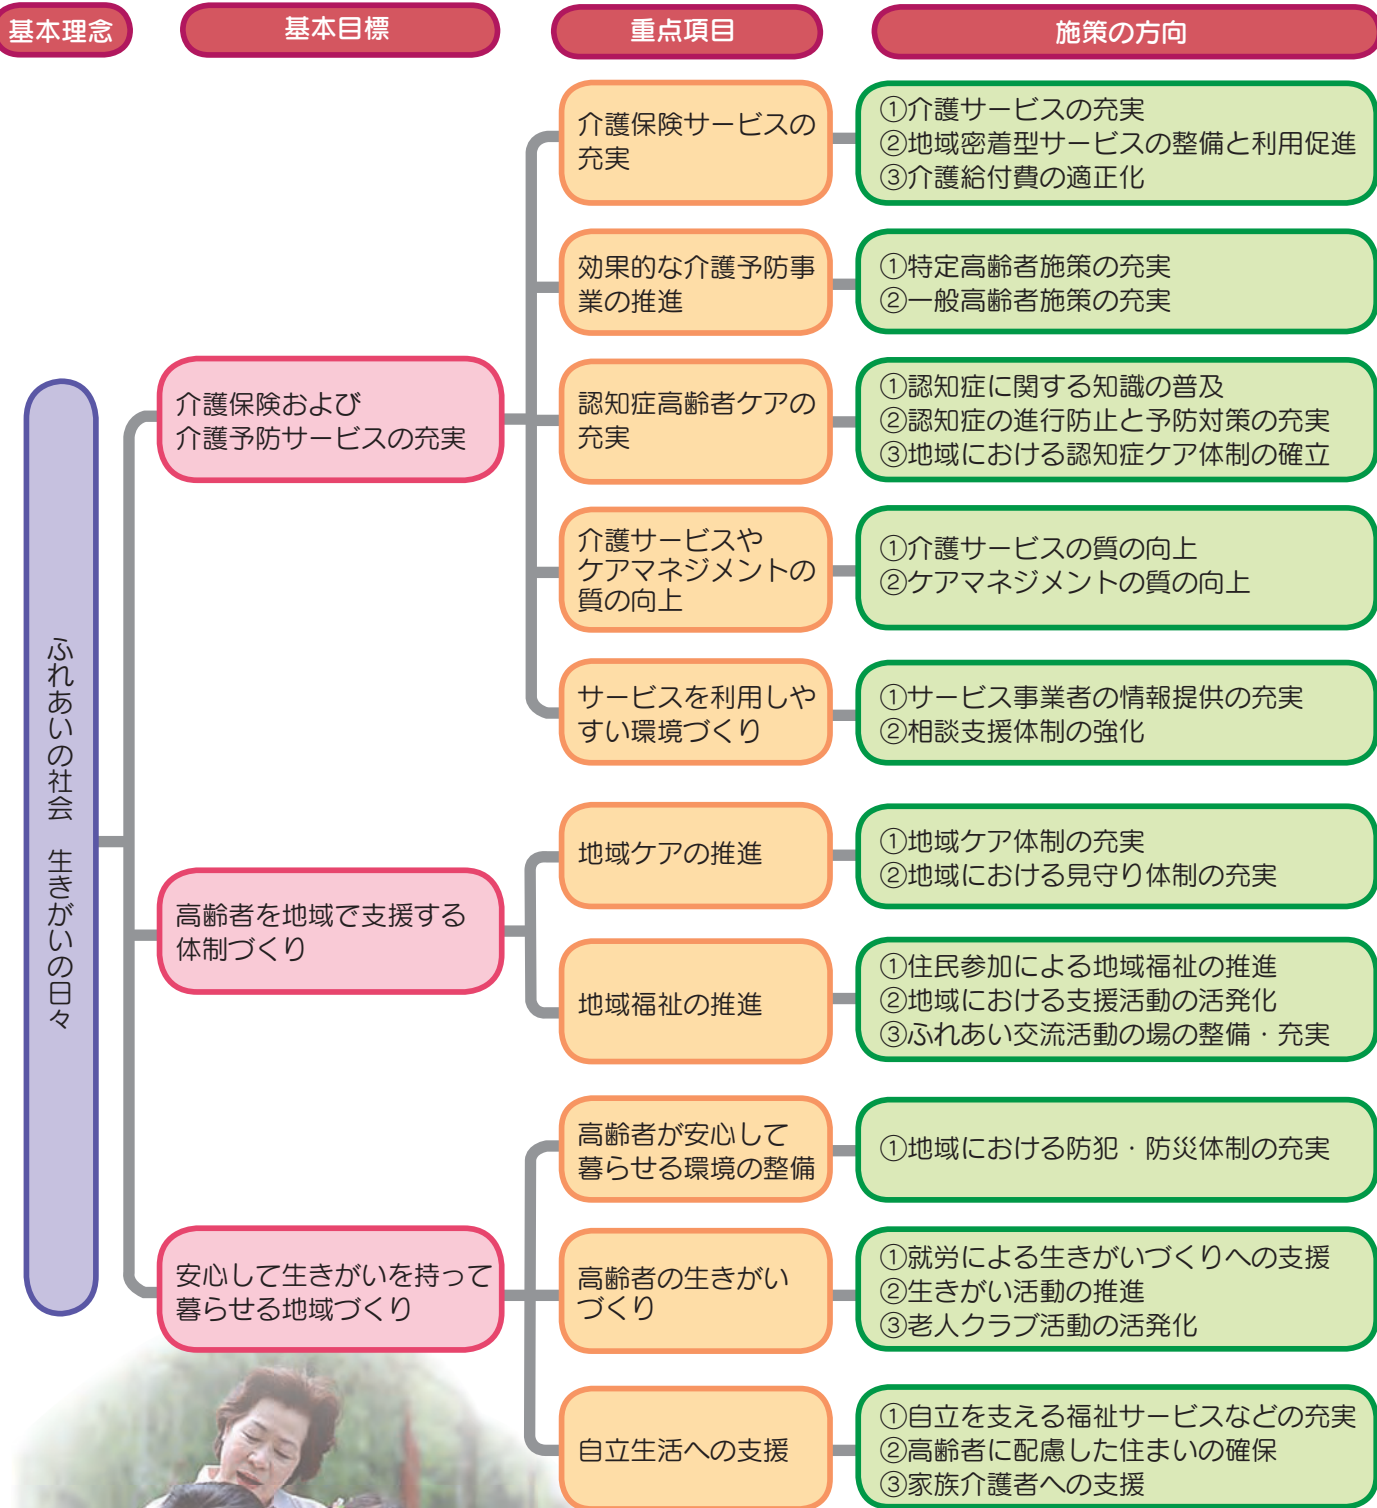 基本理念
基本目標
重点項目
施策の方向
ふれあいの社会　生きがいの日々
介護保険および
介護予防サービスの充実
介護保険サービスの
充実
①介護サービスの充実
②地域密着型サービスの整備と利用促進
③介護給付費の適正化
効果的な介護予防事
業の推進
①特定高齢者施策の充実
②一般高齢者施策の充実
認知症高齢者ケアの
充実
①認知症に関する知識の普及
②認知症の進行防止と予防対策の充実
③地域における認知症ケア体制の確立
介護サービスや
ケアマネジメントの
質の向上
①介護サービスの質の向上
②ケアマネジメントの質の向上
サービスを利用しや
すい環境づくり
①サービス事業者の情報提供の充実
②相談支援体制の強化
高齢者を地域で支援する
体制づくり
地域ケアの推進
①地域ケア体制の充実
②地域における見守り体制の充実
地域福祉の推進
①住民参加による地域福祉の推進
②地域における支援活動の活発化
③ふれあい交流活動の場の整備・充実
安心して生きがいを持って
暮らせる地域づくり
高齢者が安心して
暮らせる環境の整備
①地域における防犯・防災体制の充実
高齢者の生きがい
づくり
①就労による生きがいづくりへの支援
②生きがい活動の推進
③老人クラブ活動の活発化
自立生活への支援
①自立を支える福祉サービスなどの充実
②高齢者に配慮した住まいの確保
③家族介護者への支援